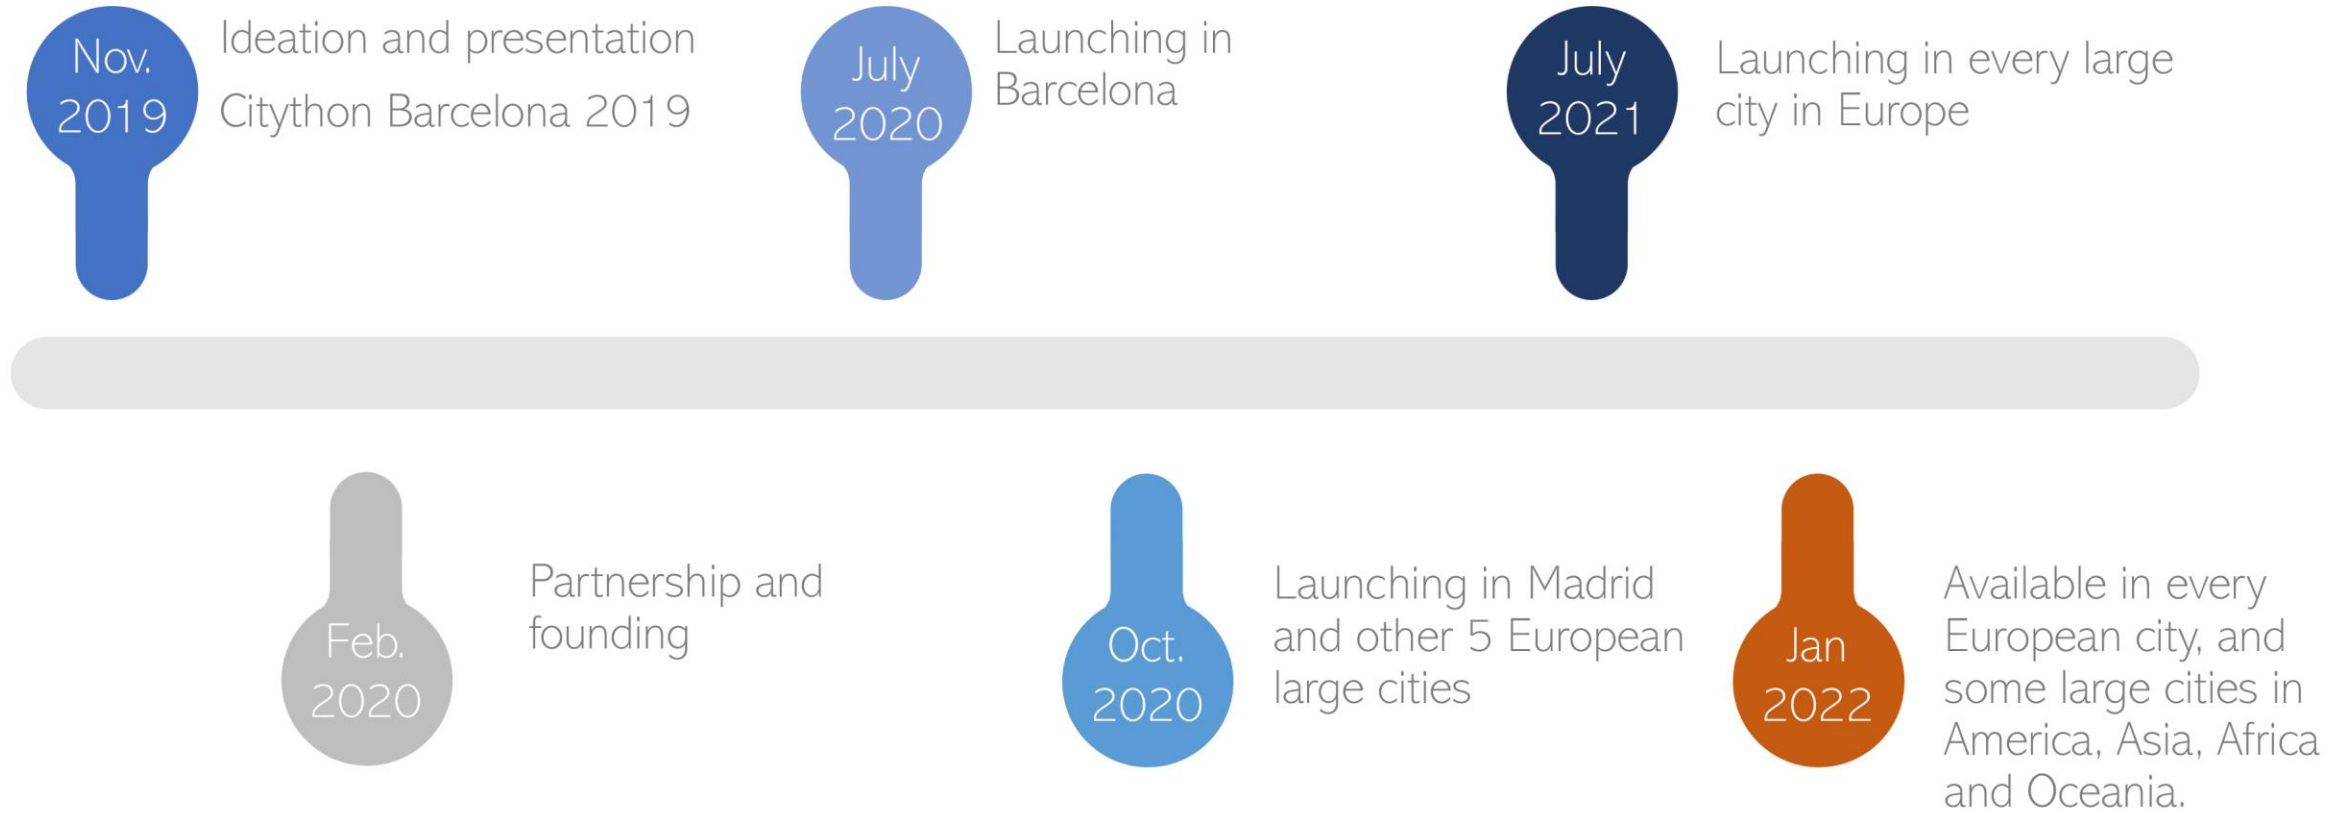 Nov.
2019
Ideation and presentation
Citython Barcelona 2019
Feb.
2020
Partnership and
founding
July
2020
Launching in
Barcelona
Oct.
2020
Launching in Madrid
and other 5 European
large cities
July
2021
Launching in every large
city in Europe
Jan
2022
Available in every
European city, and
some large cities in
America, Asia, Africa
and Oceania.